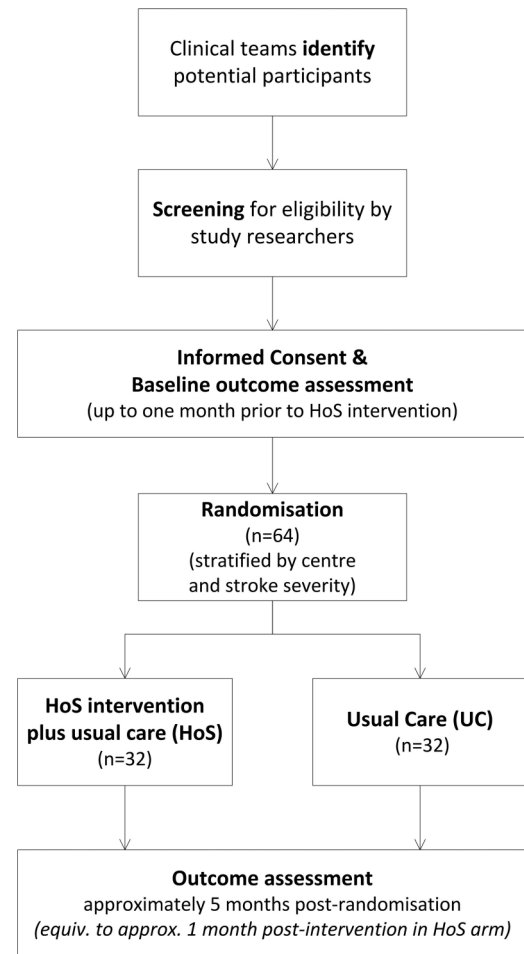 Clinical teams identify
potential participants
Screening for eligibility by
study researchers
Informed Consent &
Baseline outcome assessment
(up to one month prior to HoS intervention)
Randomisation
(n=64)
(stratified by centre
and stroke severity)
HoS intervention
plus usual care (HoS)
(n=32)
Usual Care (UC)
(n=32)
Outcome assessment
approximately 5 months post-randomisation
(equiv. to approx. 1 month post-intervention in HoS arm)